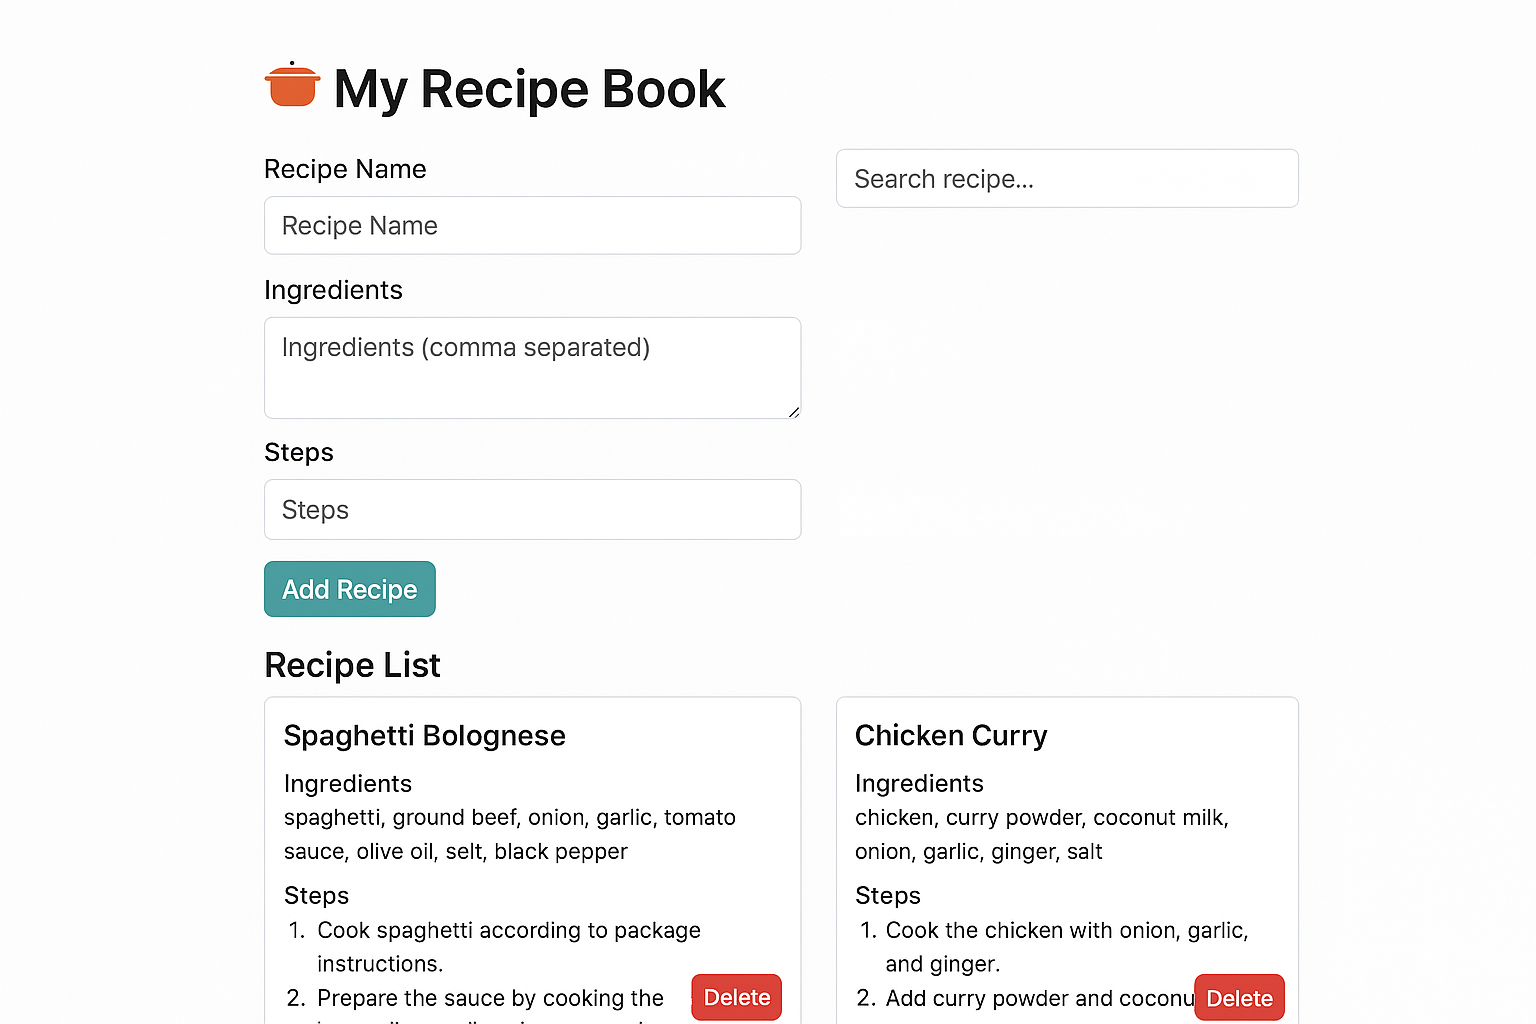 My Recipe Book
Recipe Name
Recipe Name
Ingredients
Ingredients (comma separated)
Steps
Steps
Add Recipe
Search recipe...
Recipe List
Spaghetti Bolognese
Ingredients
spaghetti, ground beef, onion, garlic, tomato
sauce, olive oil, selt, black pepper
Steps
1. Cook spaghetti according to package
instructions.
2. Prepare the sauce by cooking the
Delete
Chicken Curry
Ingredients
chicken, curry powder, coconut milk,
onion, garlic, ginger, salt
Steps
1. Cook the chicken with onion, garlic,
and ginger.
2. Add curry powder and coconu
Delete